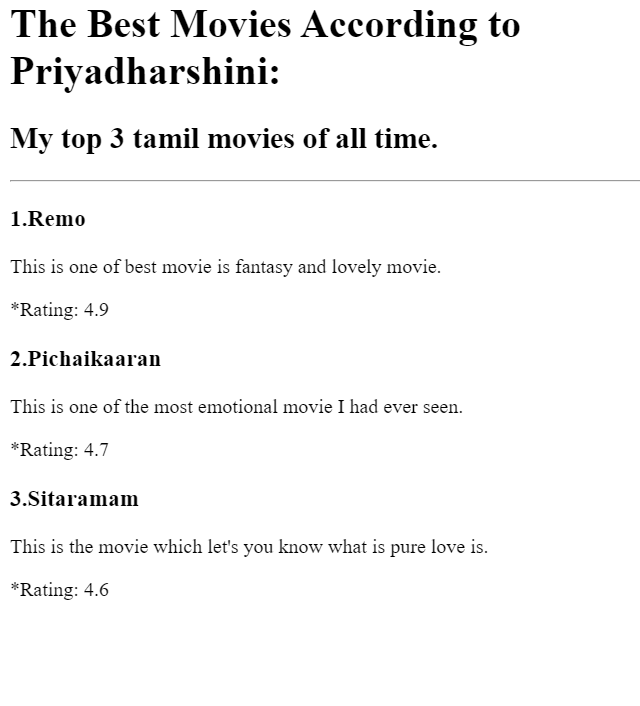 The Best Movies According to
Priyadharshini:
My top 3 tamil movies of all time.
1.Remo
This is one of best movie is fantasy and lovely movie.
*Rating: 4.9
2.Pichaikaaran
This is one of the most emotional movie I had ever seen.
*Rating: 4.7
3.Sitaramam
This is the movie which let's you know what is pure love is.
*Rating: 4.6